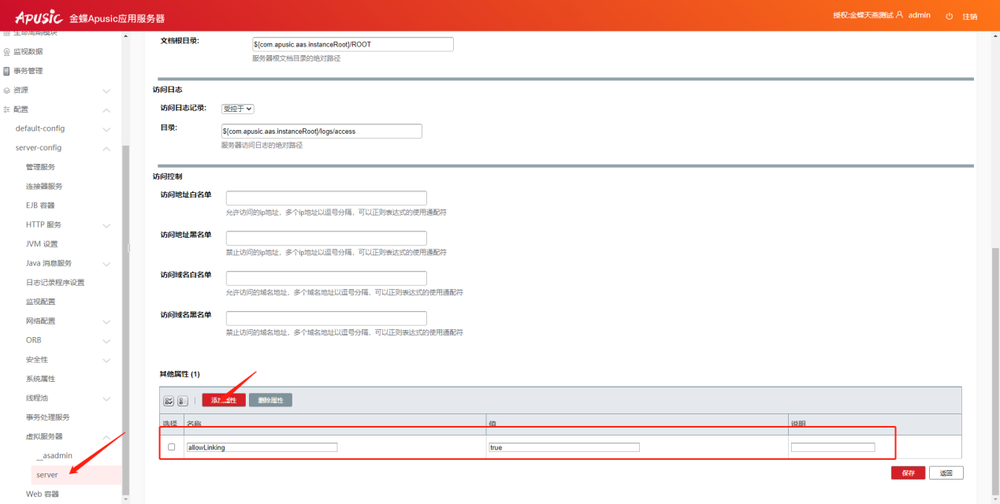 Apusic 金蝶Apusic应用服务器
授权:金蝶天燕测试 admin 注销
生命周期模块
监视数据
事务管理
资源
配置
default-config
server-config
管理服务
连接器服务
EJB 容器
HTTP 服务
JVM 设置
Java 消息服务
日志记录程序设置
监视配置
网络配置
ORB
安全性
系统属性
线程池
事务处理服务
虚拟服务器
__asadmin
server
Web 容器
文档根目录:
${com.apusic.aas.instanceRoot}/ROOT
服务器根文档目录的绝对路径
访问日志
访问日志记录:
受控于
目录:
${com.apusic.aas.instanceRoot}/logs/access
服务器访问日志的绝对路径
访问控制
访问地址白名单
允许访问的ip地址，多个ip地址以逗号分隔，可以正则表达式的使用通配符
访问地址黑名单
禁止访问的ip地址，多个ip地址以逗号分隔，可以正则表达式的使用通配符
访问域名白名单
允许访问的域名地址，多个域名地址以逗号分隔，可以正则表达式的使用通配符
访问域名黑名单
禁止访问的域名地址，多个域名地址以逗号分隔，可以正则表达式的使用通配符
其他属性 (1)
添加属性 删除属性
选择 名称 值 说明
allowLinking true
保存 返回